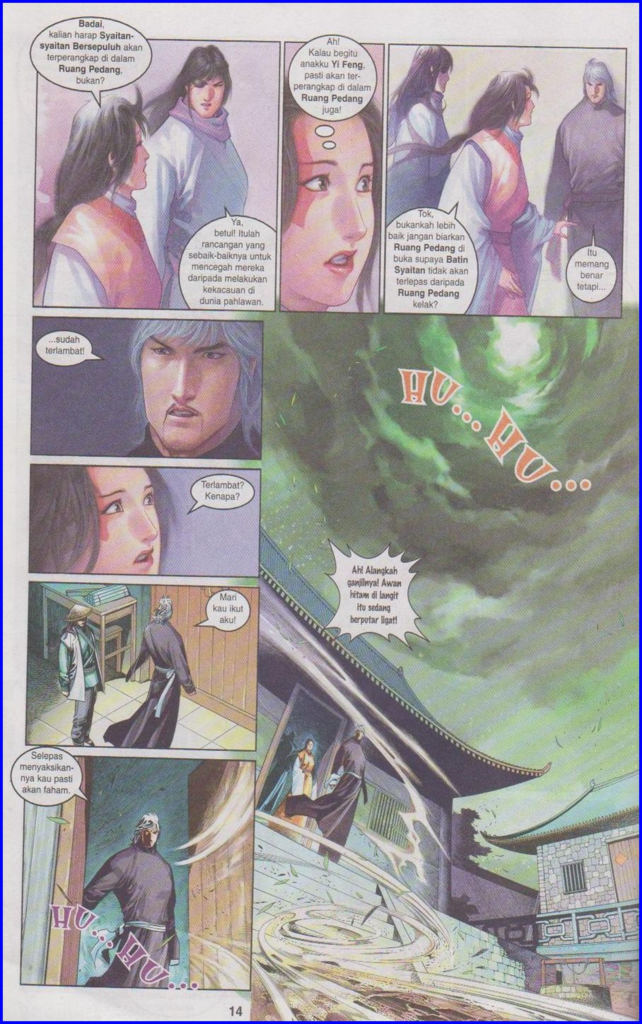 Badai,
kalian harap Syaitan-
syaitan Bersepuluh akan
terperangkap di dalam
Ruang Pedang,
bukan?
Ya,
betul! Itulah
rancangan yang
sebaik-baiknya untuk
mencegah mereka
daripada melakukan
kekacauan di
dunia pahlawan.
Ah!
Kalau begitu
anakku Yi Feng,
pasti akan ter-
perangkap di dalam
Ruang Pedang
juga!
Tok,
bukankah lebih
baik jangan biarkan
Ruang Pedang di
buka supaya Batin
Syaitan tidak akan
terlepas daripada
Ruang Pedang
kelak?
Itu
memang
benar
tetapi...
...sudah
terlambat!
HU... HU...
Terlambat?
Kenapa?
Ah! Alangkah
ganjilnya! Awan
hitam di langit
itu sedang
berputar ligat!
Mari
kau ikut
aku!
Selepas
menyaksikan-
nya kau pasti
akan faham.
HU... HU...
14